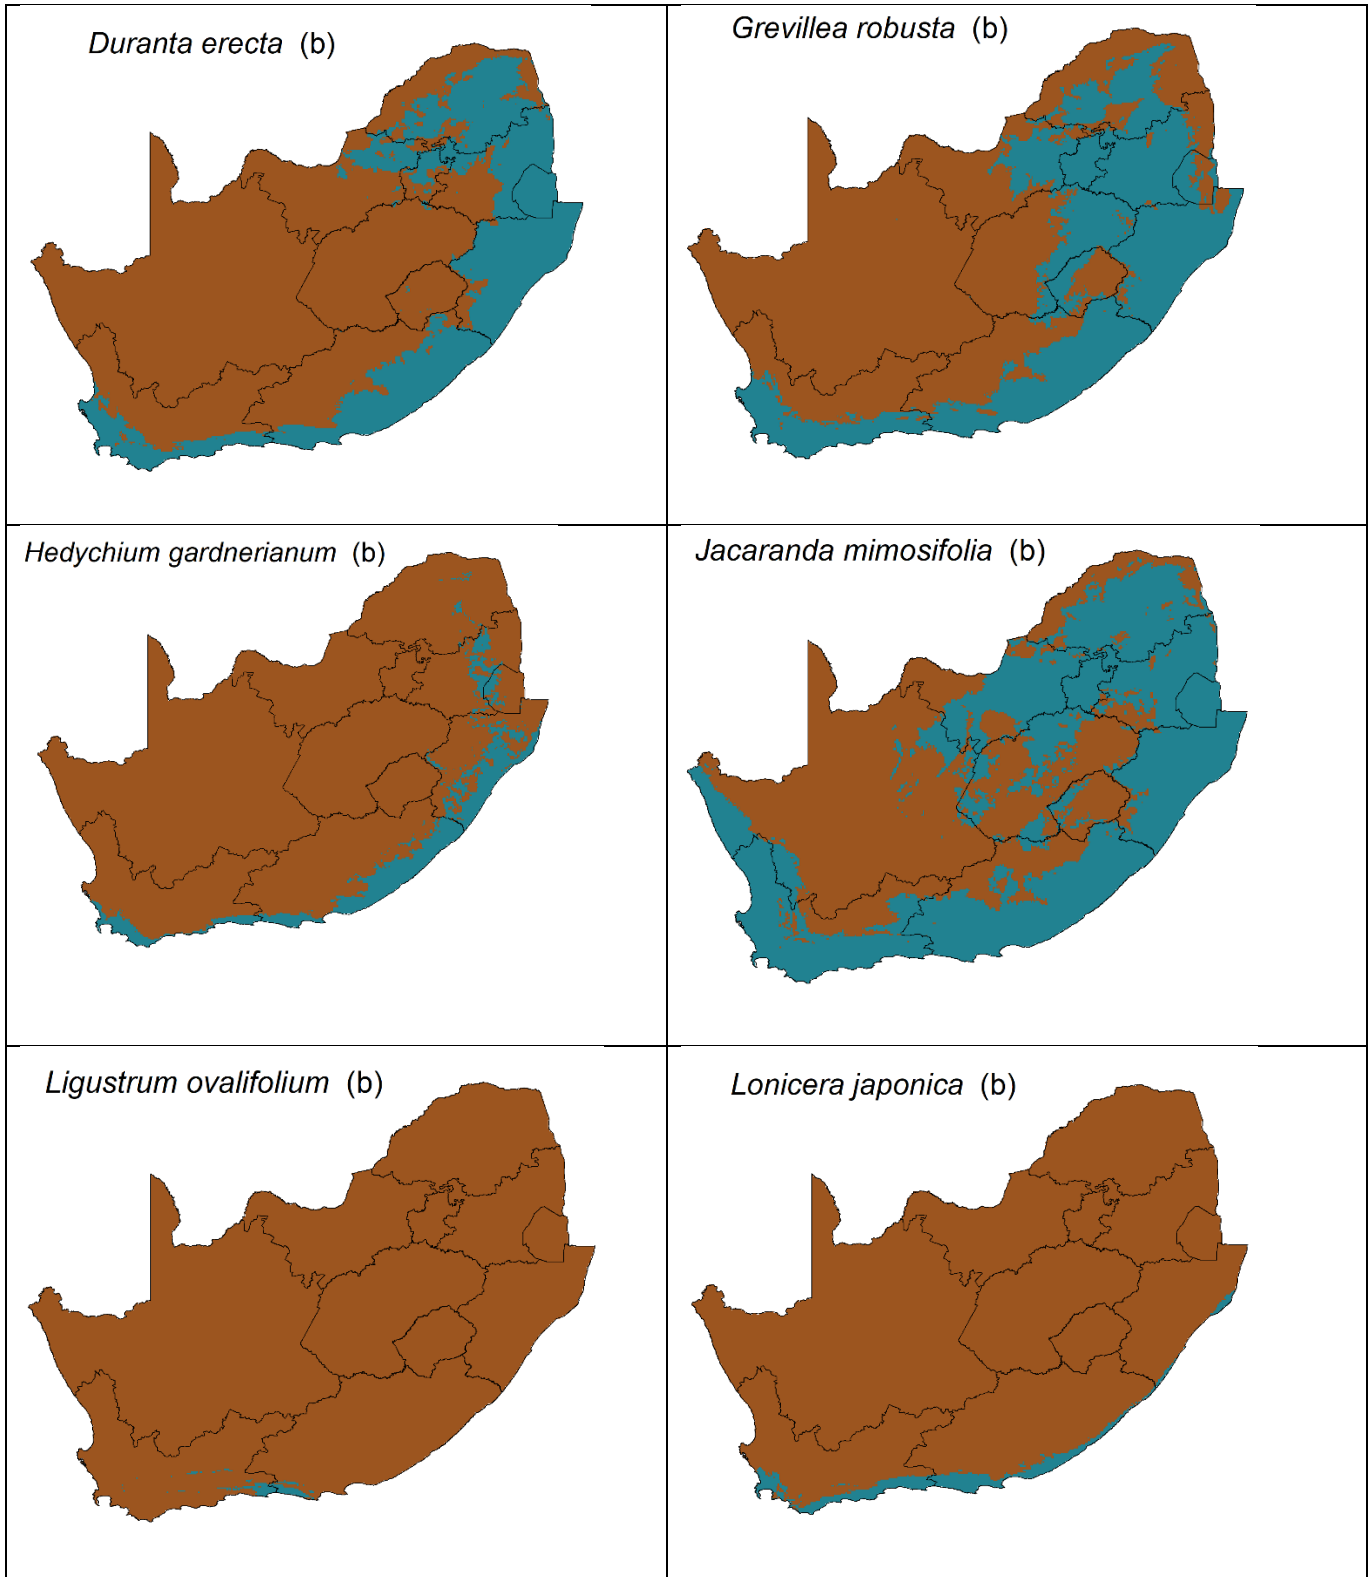 Duranta erecta (b)
Grevillea robusta (b)
Hedychium gardnerianum (b)
Jacaranda mimosifolia (b)
Ligustrum ovalifolium (b)
Lonicera japonica (b)